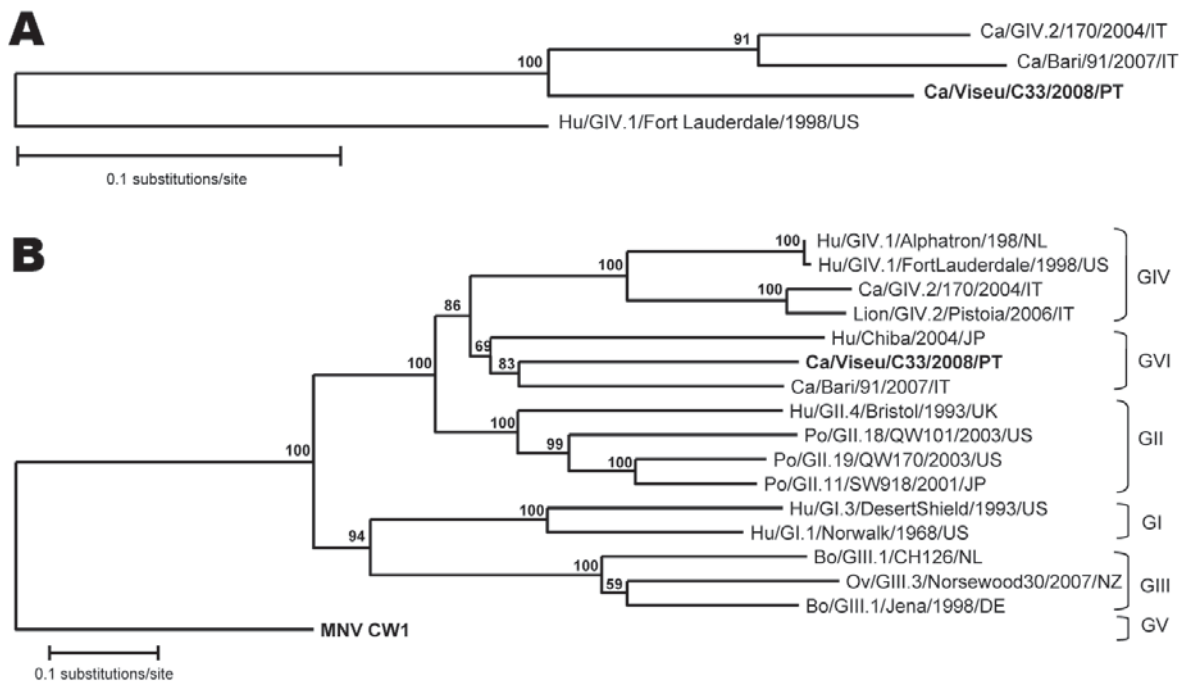 A
91
Ca/GIV.2/170/2004/IT
100
Ca/Bari/91/2007/IT
Ca/Viseu/C33/2008/PT
Hu/GIV.1/Fort Lauderdale/1998/US
0.1 substitutions/site
B
100
Hu/GIV.1/Alphatron/198/NL
100
Hu/GIV.1/FortLauderdale/1998/US
GIV
100
Ca/GIV.2/170/2004/IT
86
Lion/GIV.2/Pistoia/2006/IT
69
Hu/Chiba/2004/JP
100
83
Ca/Viseu/C33/2008/PT
GVI
Ca/Bari/91/2007/IT
100
Hu/GII.4/Bristol/1993/UK
99
Po/GII.18/QW101/2003/US
GII
100
100
Po/GII.19/QW170/2003/US
Po/GII.11/SW918/2001/JP
100
Hu/GI.3/DesertShield/1993/US
GI
94
Hu/GI.1/Norwalk/1968/US
100
Bo/GIII.1/CH126/NL
59
Ov/GIII.3/Norsewood30/2007/NZ
GIII
Bo/GIII.1/Jena/1998/DE
MNV CW1
GV
0.1 substitutions/site